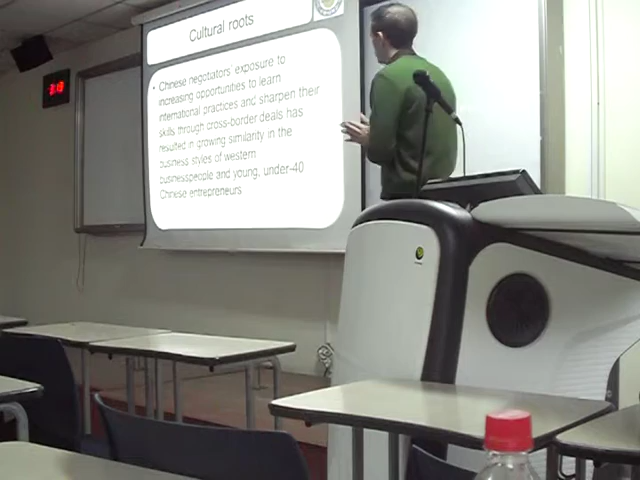 Cultural roots
• Chinese negotiators' exposure to
increasing opportunities to learn
international practices and sharpen their
skills through cross-border deals has
resulted in growing similarity in the
business styles of western
businesspeople and young, under-40
Chinese entrepreneurs